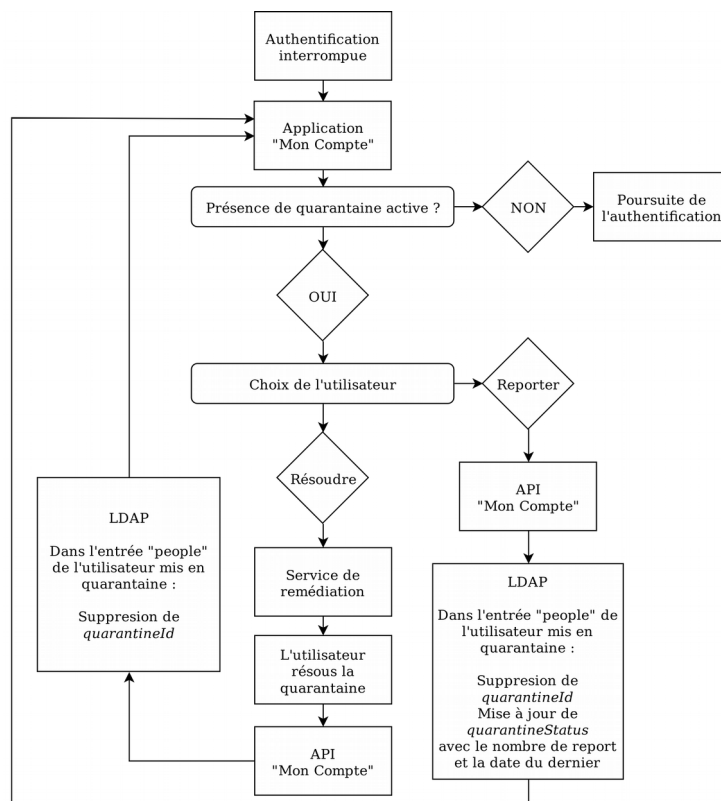 Authentification
interrompue
Application
"Mon Compte"
Présence de quarantaine active ?
NON
Poursuite de
l'authentification
OUI
Choix de l'utilisateur
Reporter
Résoudre
API
"Mon Compte"
LDAP
Dans l'entrée "people"
de l'utilisateur mis en
quarantaine :
Suppresion de
quarantineId
Service de
remédiation
L'utilisateur
résous la
quarantaine
API
"Mon Compte"
LDAP
Dans l'entrée "people" de
l'utilisateur mis en
quarantaine :
Suppresion de
quarantineId
Mise à jour de
quarantineStatus
avec le nombre de report
et la date du dernier